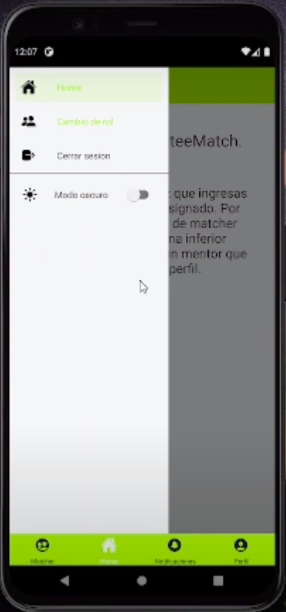 12:07
Home
Cambio de rol
Cerrar sesion
Modo oscuro
teeMatch.
que ingresas
signado. Por
de matcher
na inferior
n mentor que
perfil.
Matcher
Home
Notificaciones
Perfil